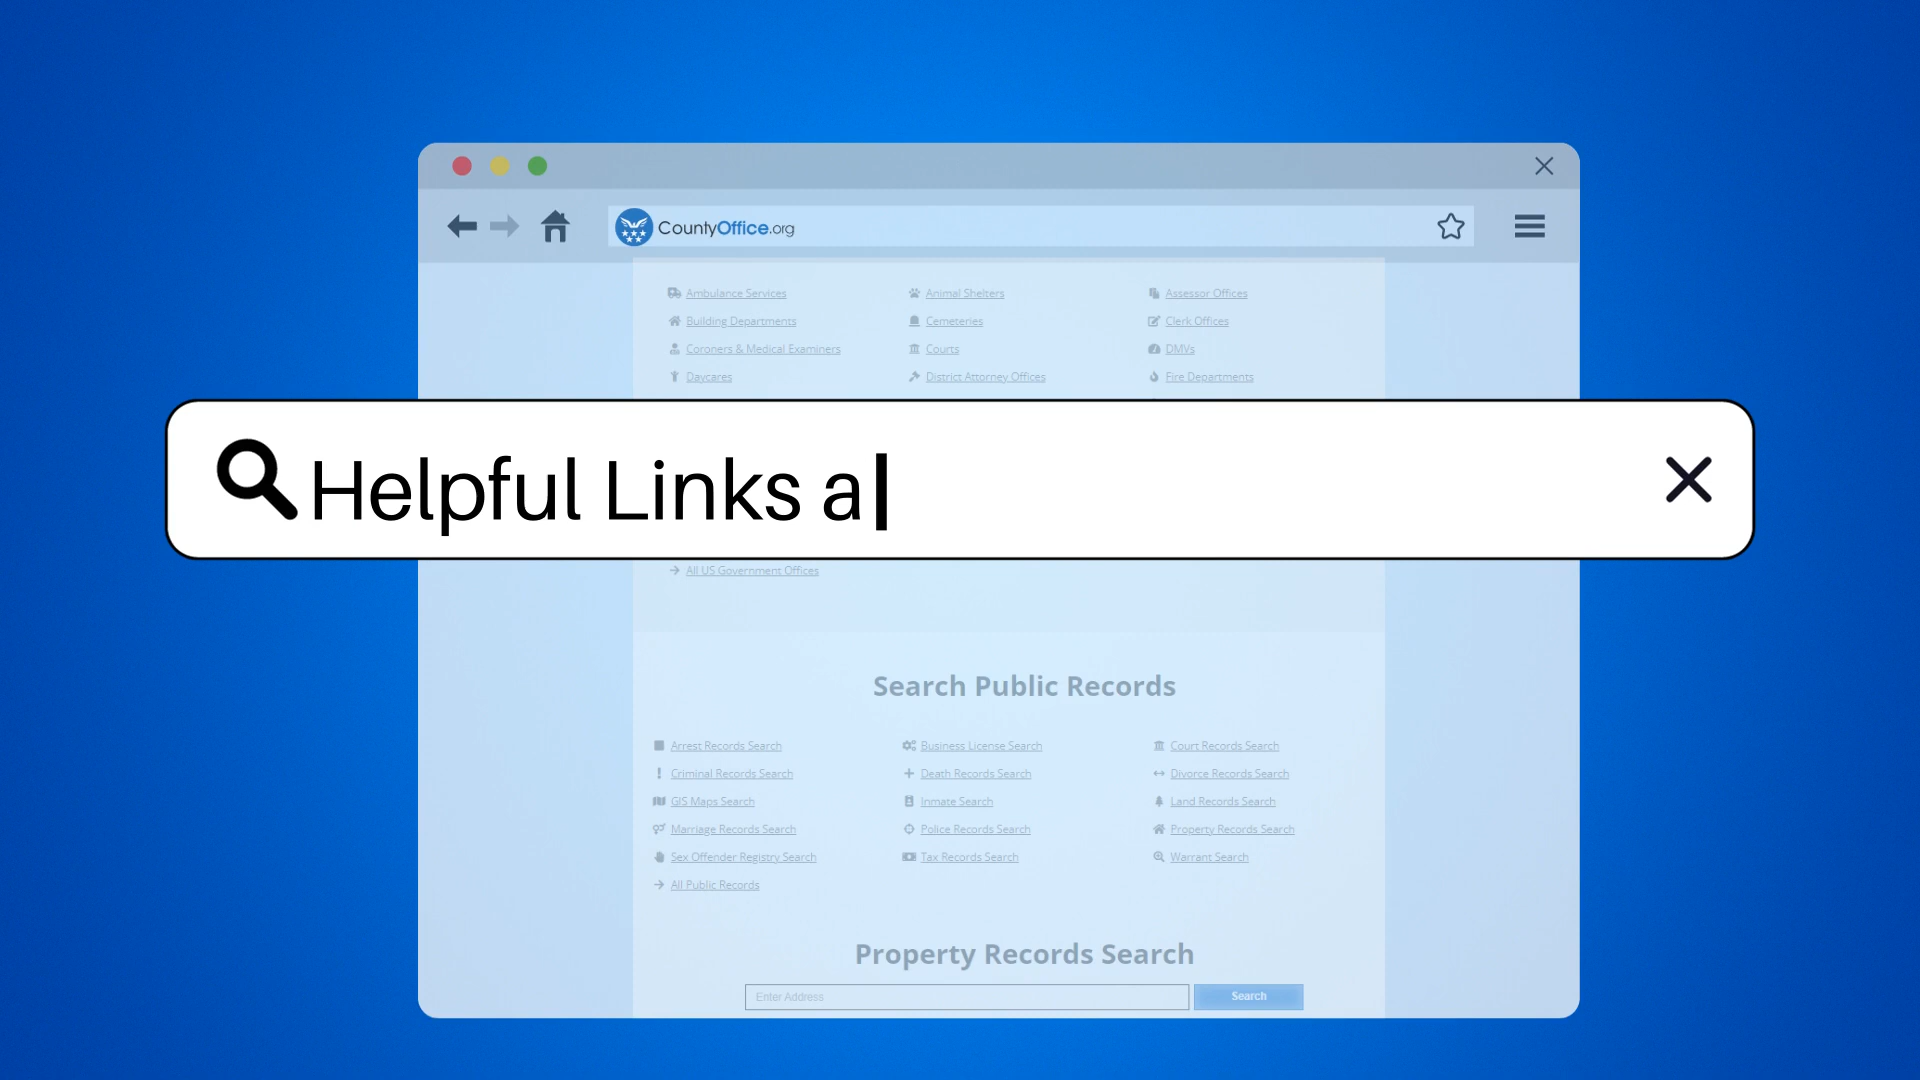 CountyOffice.org
Ambulance Services Animal Shelters Assessor Offices
Building Departments Cemeteries Clerk Offices
Coroners & Medical Examiners Courts DMVs
Daycares District Attorney Offices Fire Departments
Helpful Links a
All US Government Offices
Search Public Records
Arrest Records Search Business License Search Court Records Search
Criminal Records Search Death Records Search Divorce Records Search
GIS Maps Search Inmate Search Land Records Search
Marriage Records Search Police Records Search Property Records Search
Sex Offender Registry Search Tax Records Search Warrant Search
All Public Records
Property Records Search
Enter Address Search